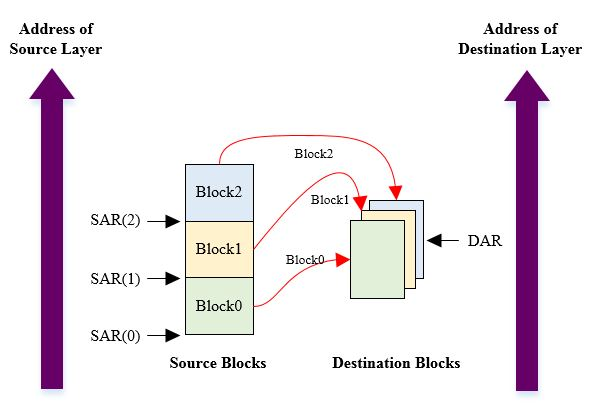 Address of
Source Layer
Address of
Destination Layer
Block2
Block2
Block1
SAR(2)
Block1
DAR
Block0
SAR(1)
Block0
SAR(0)
Source Blocks
Destination Blocks